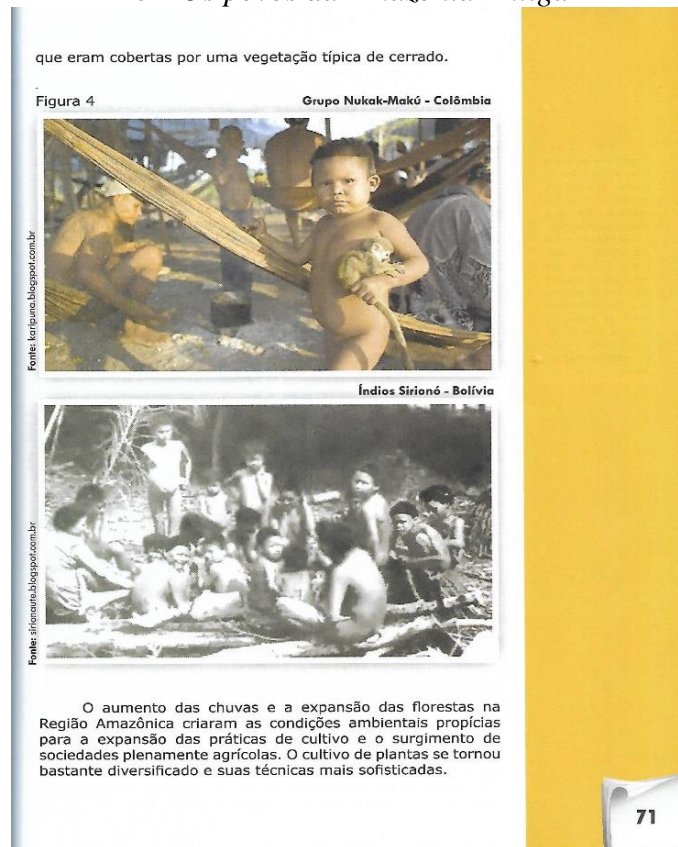 que eram cobertas por uma vegetação típica de cerrado.
Figura 4
Grupo Nukak-Makú - Colômbia
Fonte: karipuna.blogspot.com.br
Índios Sirionó - Bolívia
Fonte: sirionaute.blogspot.com.br
O aumento das chuvas e a expansão das florestas na
Região Amazônica criaram as condições ambientais propícias
para a expansão das práticas de cultivo e o surgimento de
sociedades plenamente agrícolas. O cultivo de plantas se tornou
bastante diversificado e suas técnicas mais sofisticadas.
71